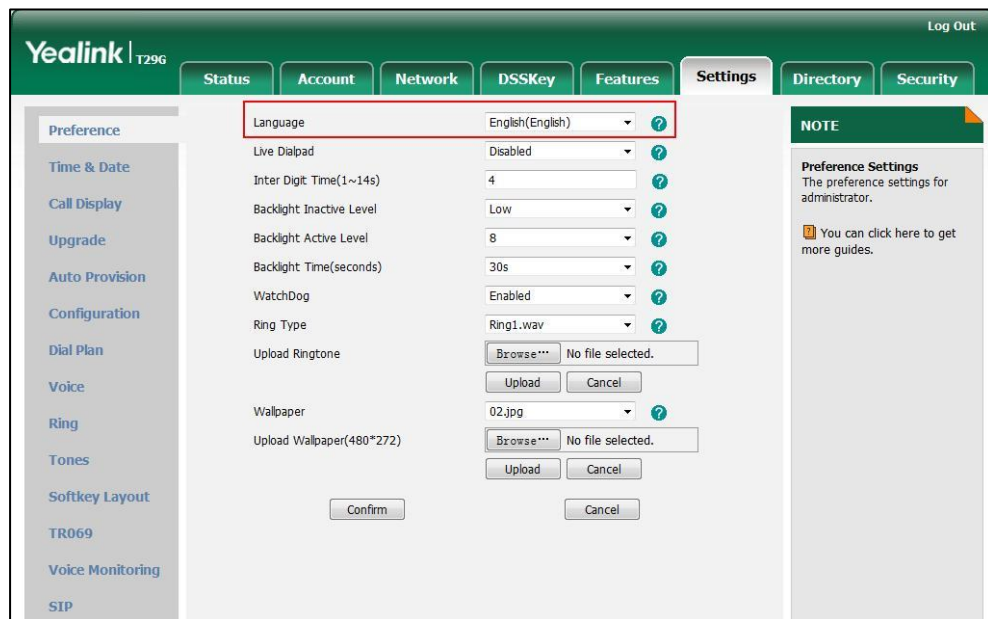 Log Out
Yealink | T29G
Status Account Network DSSKey Features Settings Directory Security
Preference
Time & Date
Call Display
Upgrade
Auto Provision
Configuration
Dial Plan
Voice
Ring
Tones
Softkey Layout
TR069
Voice Monitoring
SIP
Language English(English) ?
Live Dialpad Disabled ?
Inter Digit Time(1~14s) 4 ?
Backlight Inactive Level Low ?
Backlight Active Level 8 ?
Backlight Time(seconds) 30s ?
WatchDog Enabled ?
Ring Type Ring1.wav ?
Upload Ringtone Browse··· No file selected.
Upload Cancel
Wallpaper 02.jpg ?
Upload Wallpaper(480*272) Browse··· No file selected.
Upload Cancel
Confirm Cancel
NOTE
Preference Settings
The preference settings for
administrator.
? You can click here to get
more guides.